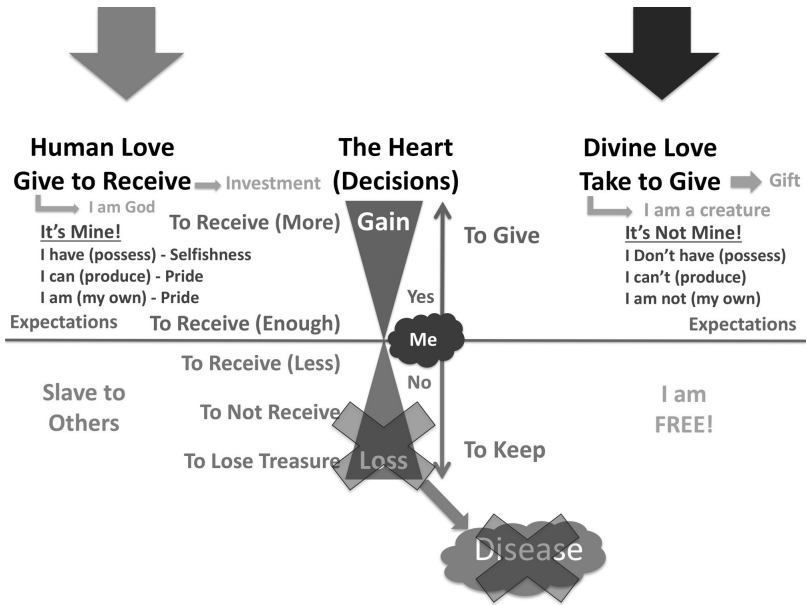 Human Love
Give to Receive
Investment
I am God
It's Mine!
I have (possess) - Selfishness
I can (produce) - Pride
I am (my own) - Pride
Expectations
Slave to
Others
The Heart
(Decisions)
To Receive (More)
Gain
To Give
Yes
To Receive (Enough)
Me
To Receive (Less)
No
To Not Receive
To Lose Treasure
Loss
To Keep
Disease
Divine Love
Take to Give
Gift
I am a creature
It's Not Mine!
I Don't have (possess)
I can't (produce)
I am not (my own)
Expectations
I am
FREE!